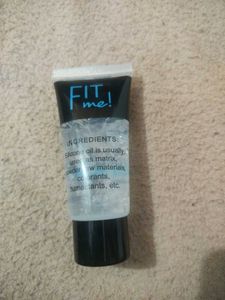 FIT
me!
INGREDIENTS:
Silicone oil is usually
used as matrix,
powder raw materials,
colorants,
humectants, etc.